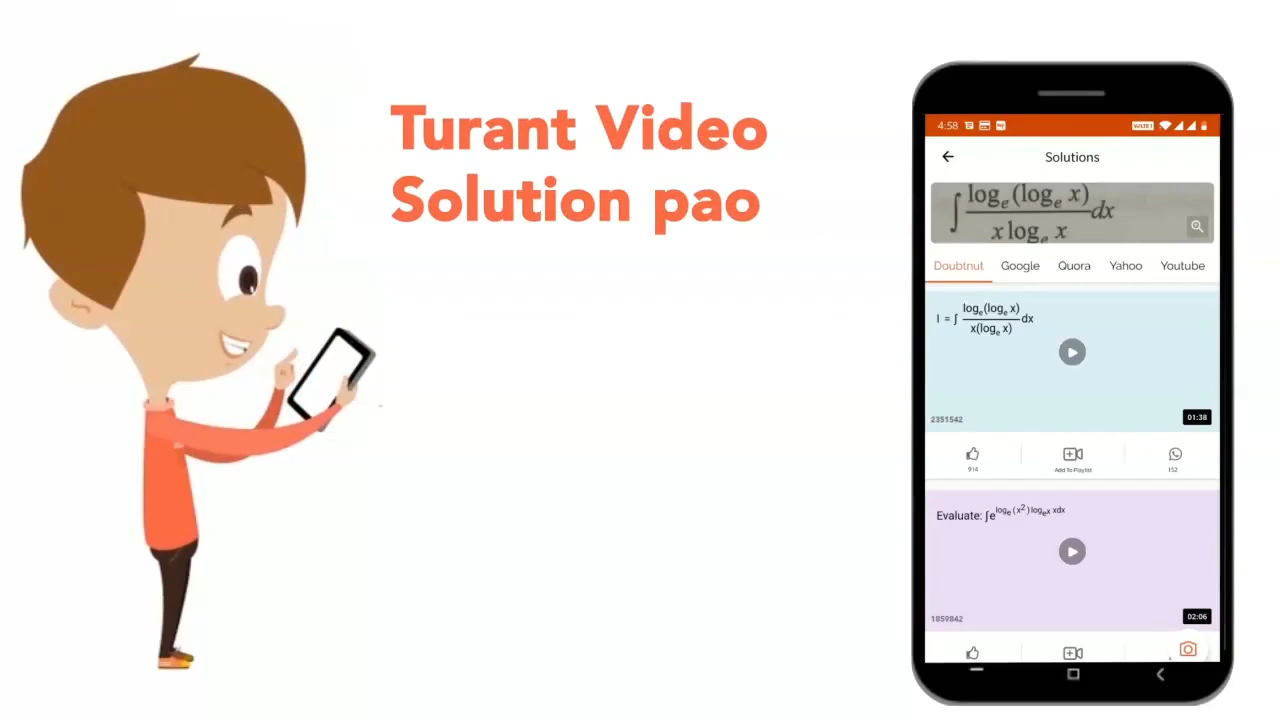 Turant Video
Solution pao
4:58
VoLTE1
Solutions
∫ logₑ (logₑ x) / x logₑ x dx
Doubtnut Google Quora Yahoo Youtube
I = ∫ logₑ(logₑ x) / x(logₑ x) dx
2351542 01:38
914 Add To Playlist 152
Evaluate: ∫e^logₑ(x²)logₑx xdx
1859842 02:06